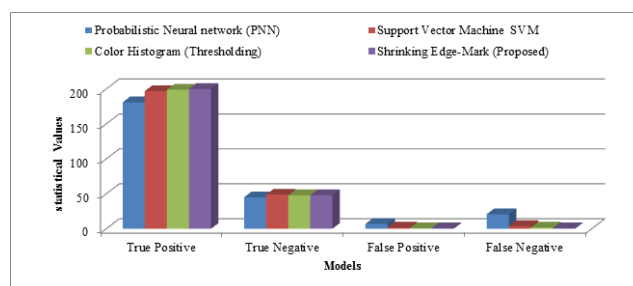 Probabilistic Neural network (PNN)
Support Vector Machine SVM
Color Histogram (Thresholding)
Shrinking Edge-Mark (Proposed)
statistical Values
200
150
100
50
0
True Positive
True Negative
False Positive
False Negative
Models